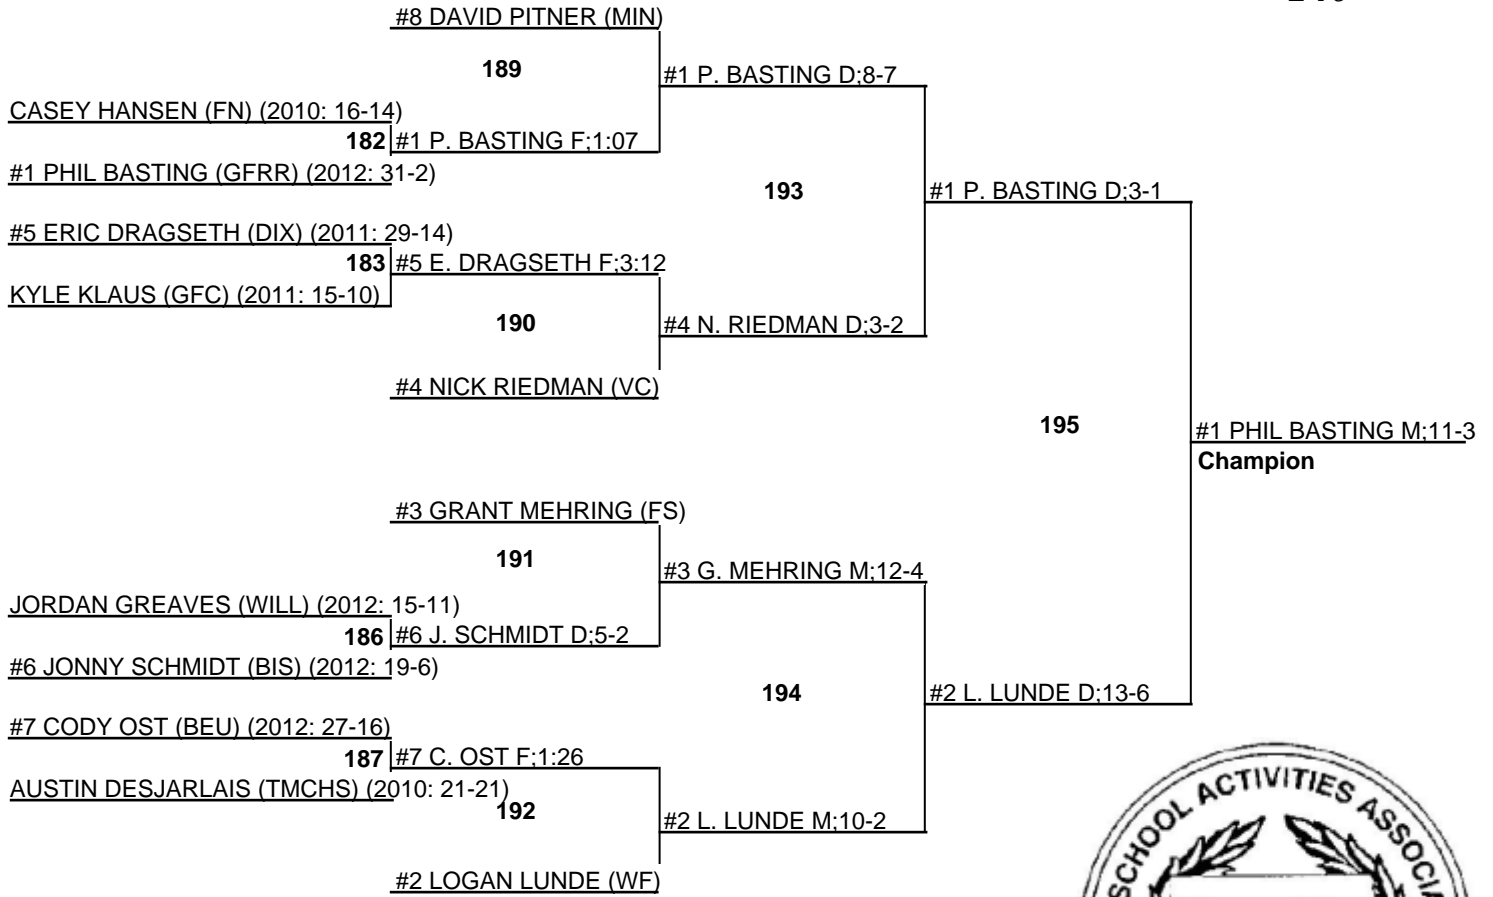 #8 DAVID PITNER (MIN)
189
#1 P. BASTING D;8-7
CASEY HANSEN (FN) (2010: 16-14)
182 #1 P. BASTING F;1:07
#1 PHIL BASTING (GFRR) (2012: 31-2)
193
#1 P. BASTING D;3-1
#5 ERIC DRAGSETH (DIX) (2011: 29-14)
183 #5 E. DRAGSETH F;3:12
KYLE KLAUS (GFC) (2011: 15-10)
190
#4 N. RIEDMAN D;3-2
#4 NICK RIEDMAN (VC)
195
#1 PHIL BASTING M;11-3
Champion
#3 GRANT MEHRING (FS)
191
#3 G. MEHRING M;12-4
JORDAN GREAVES (WILL) (2012: 15-11)
186 #6 J. SCHMIDT D;5-2
#6 JONNY SCHMIDT (BIS) (2012: 19-6)
194
#2 L. LUNDE D;13-6
#7 CODY OST (BEU) (2012: 27-16)
187 #7 C. OST F;1:26
AUSTIN DESJARLAIS (TMCHS) (2010: 21-21)
192
#2 L. LUNDE M;10-2
#2 LOGAN LUNDE (WF)
SCHOOL ACTIVITIES ASSOCIA